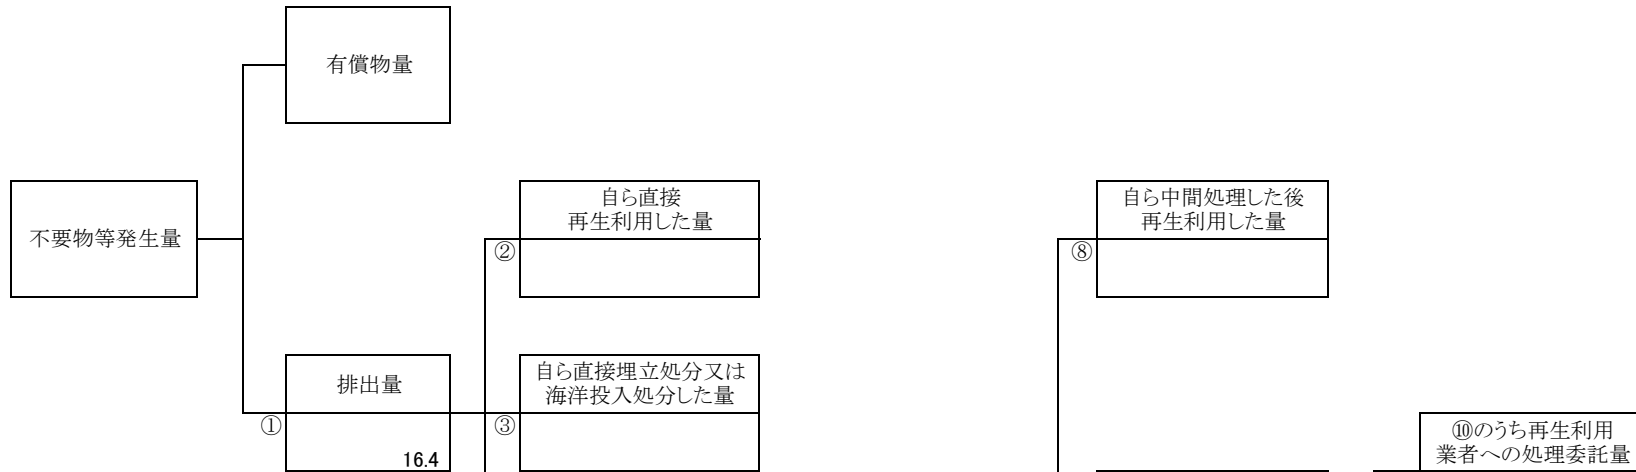 有償物量
不要物等発生量
自ら直接
再生利用した量
②
自ら中間処理した後
再生利用した量
⑧
排出量
①
16.4
自ら直接埋立処分又は
海洋投入処分した量
③
⑩のうち再生利用
業者への処理委託量